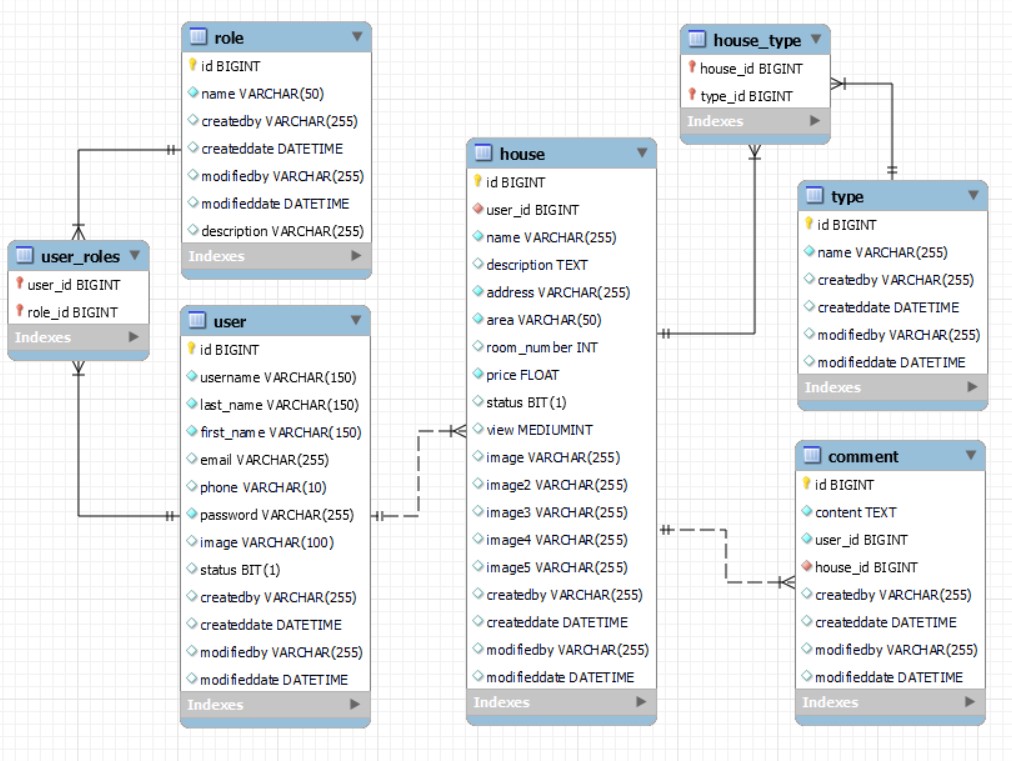 role
id BIGINT
name VARCHAR(50)
createdby VARCHAR(255)
createddate DATETIME
modifiedby VARCHAR(255)
modifieddate DATETIME
description VARCHAR(255)
Indexes
user_roles
user_id BIGINT
role_id BIGINT
Indexes
user
id BIGINT
username VARCHAR(150)
last_name VARCHAR(150)
first_name VARCHAR(150)
email VARCHAR(255)
phone VARCHAR(10)
password VARCHAR(255)
image VARCHAR(100)
status BIT(1)
createdby VARCHAR(255)
createddate DATETIME
modifiedby VARCHAR(255)
modifieddate DATETIME
Indexes
house
id BIGINT
user_id BIGINT
name VARCHAR(255)
description TEXT
address VARCHAR(255)
area VARCHAR(50)
room_number INT
price FLOAT
status BIT(1)
view MEDIUMINT
image VARCHAR(255)
image2 VARCHAR(255)
image3 VARCHAR(255)
image4 VARCHAR(255)
image5 VARCHAR(255)
createdby VARCHAR(255)
createddate DATETIME
modifiedby VARCHAR(255)
modifieddate DATETIME
Indexes
house_type
house_id BIGINT
type_id BIGINT
Indexes
type
id BIGINT
name VARCHAR(255)
createdby VARCHAR(255)
createddate DATETIME
modifiedby VARCHAR(255)
modifieddate DATETIME
Indexes
comment
id BIGINT
content TEXT
user_id BIGINT
house_id BIGINT
createdby VARCHAR(255)
createddate DATETIME
modifiedby VARCHAR(255)
modifieddate DATETIME
Indexes